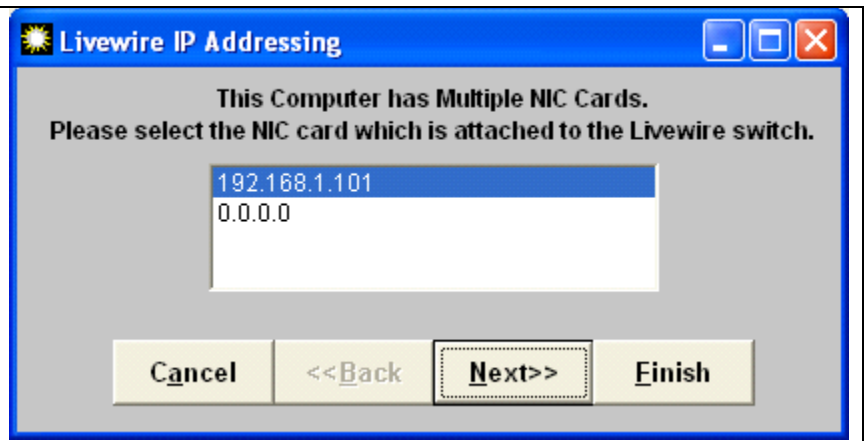 Livewire IP Addressing
This Computer has Multiple NIC Cards.
Please select the NIC card which is attached to the Livewire switch.
192.168.1.101
0.0.0.0
Cancel <<Back Next>> Finish